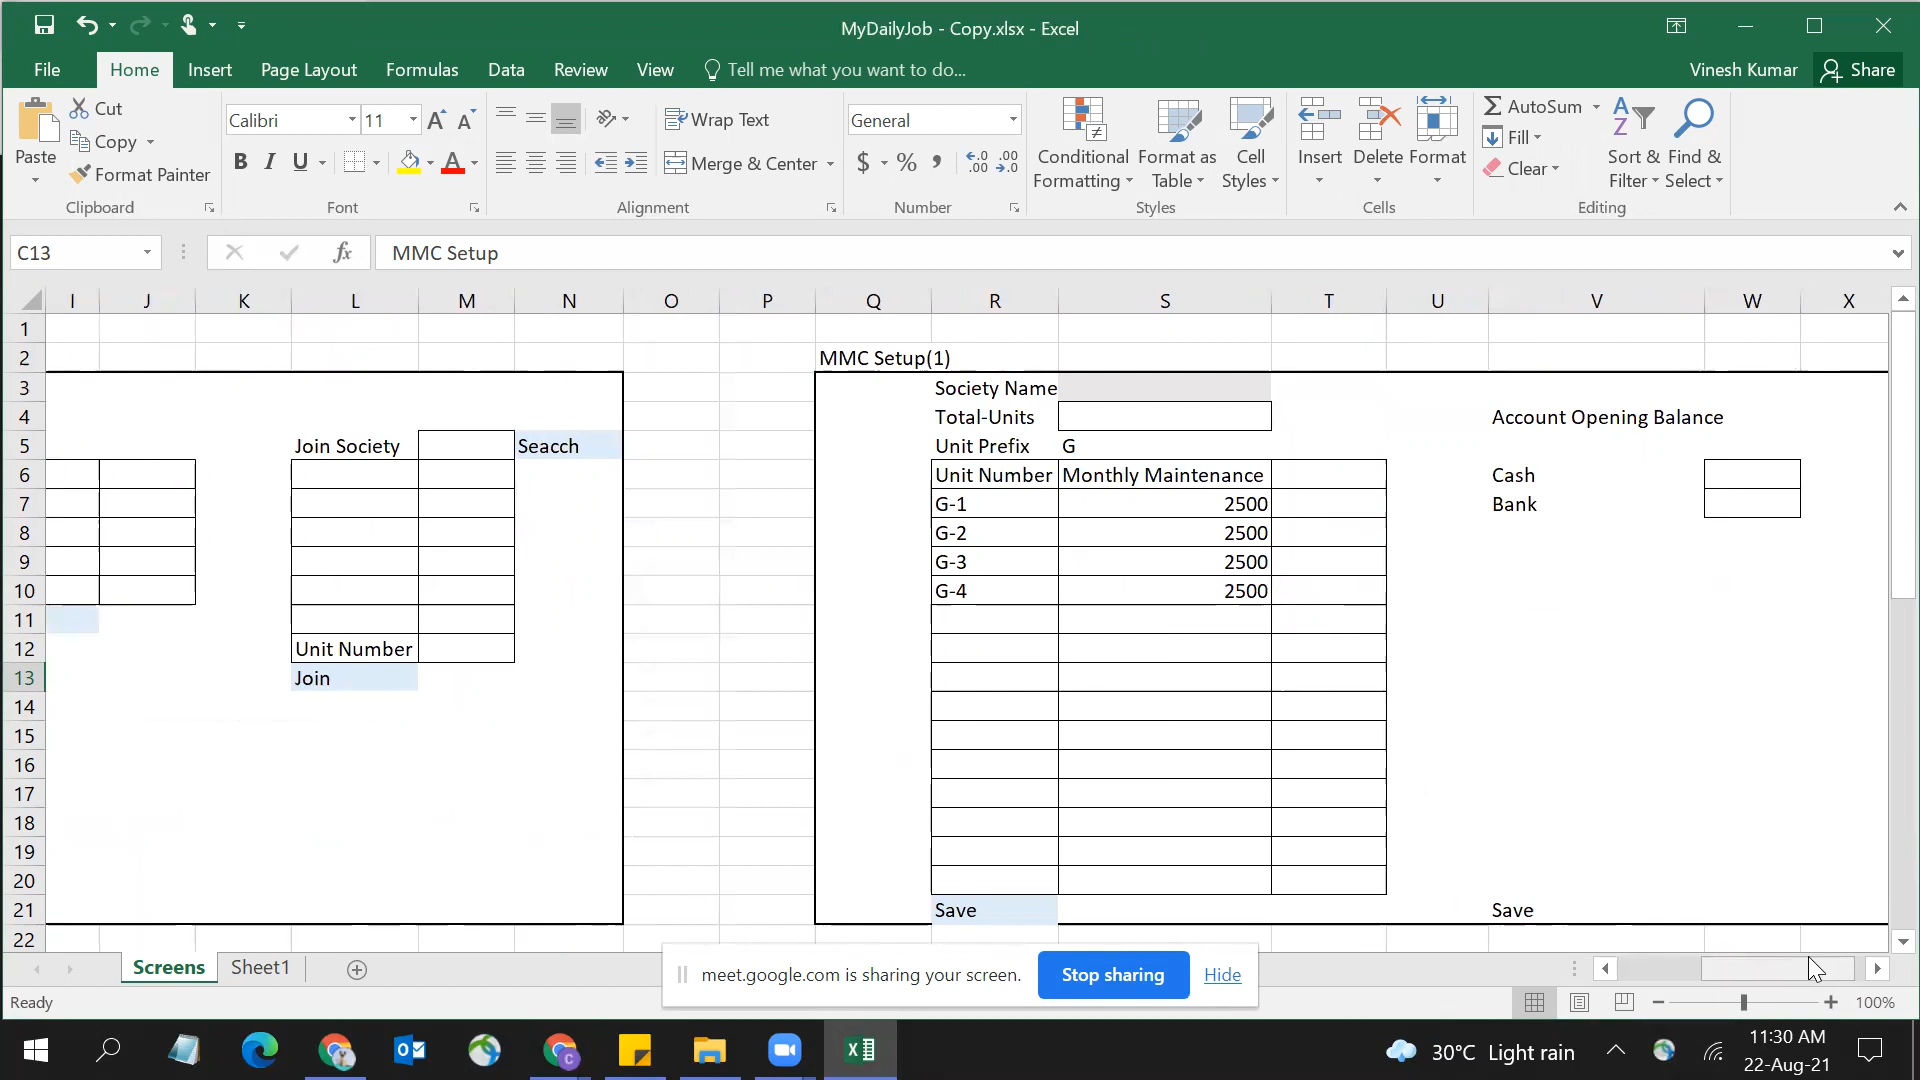 MyDailyJob - Copy.xlsx - Excel
File Home Insert Page Layout Formulas Data Review View Tell me what you want to do...
Vinesh Kumar Share
Paste
Cut
Copy
Format Painter
Clipboard
Calibri 11
B I U A
Font
Wrap Text
Merge & Center
Alignment
General
$ % ,
Number
Conditional Formatting
Format as Table
Cell Styles
Styles
Insert Delete Format
Cells
AutoSum
Fill
Clear
Sort & Filter
Find & Select
Editing
C13 fx MMC Setup
I J K L M N O P Q R S T U V W X
1
2 MMC Setup(1)
3 Society Name
4 Total-Units Account Opening Balance
5 Join Society Seacch Unit Prefix G
6 Unit Number Monthly Maintenance Cash
7 G-1 2500 Bank
8 G-2 2500
9 G-3 2500
10 G-4 2500
11
12 Unit Number
13 Join
14
15
16
17
18
19
20
21 Save Save
22
Screens Sheet1
meet.google.com is sharing your screen. Stop sharing Hide
Ready 100%
30°C Light rain
11:30 AM
22-Aug-21